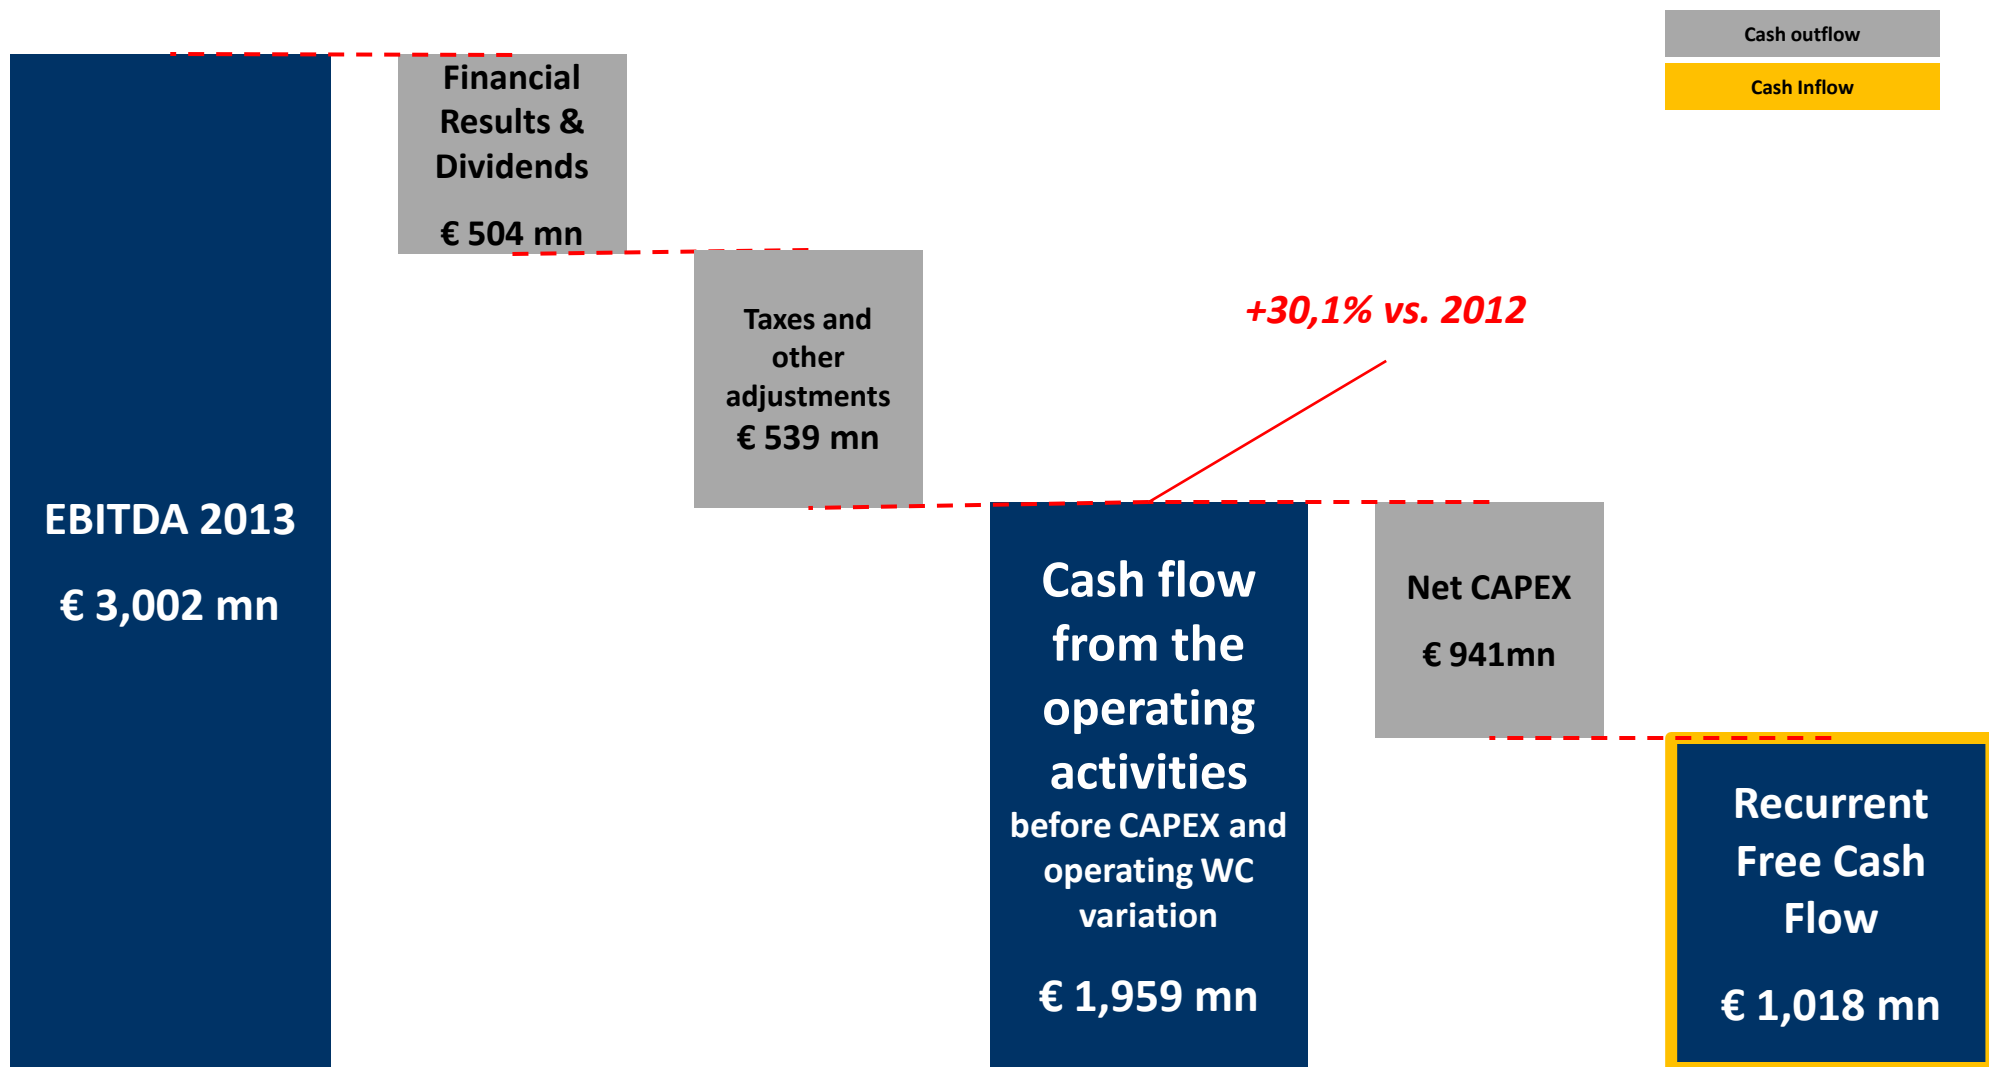 Cash outflow
Cash Inflow
Financial
Results &
Dividends
€ 504 mn
Taxes and
other
adjustments
€ 539 mn
+30,1% vs. 2012
EBITDA 2013
€ 3,002 mn
Cash flow
from the
operating
activities
before CAPEX and
operating WC
variation
€ 1,959 mn
Net CAPEX
€ 941mn
Recurrent
Free Cash
Flow
€ 1,018 mn